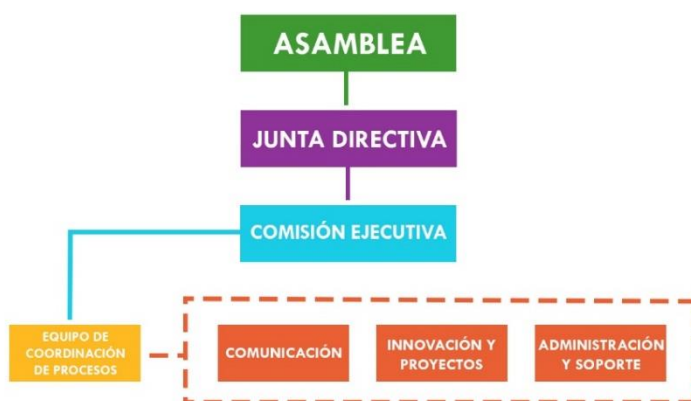 ASAMBLEA
JUNTA DIRECTIVA
COMISIÓN EJECUTIVA
EQUIPO DE
COORDINACIÓN
DE PROCESOS
COMUNICACIÓN
INNOVACIÓN Y
PROYECTOS
ADMINISTRACIÓN
Y SOPORTE